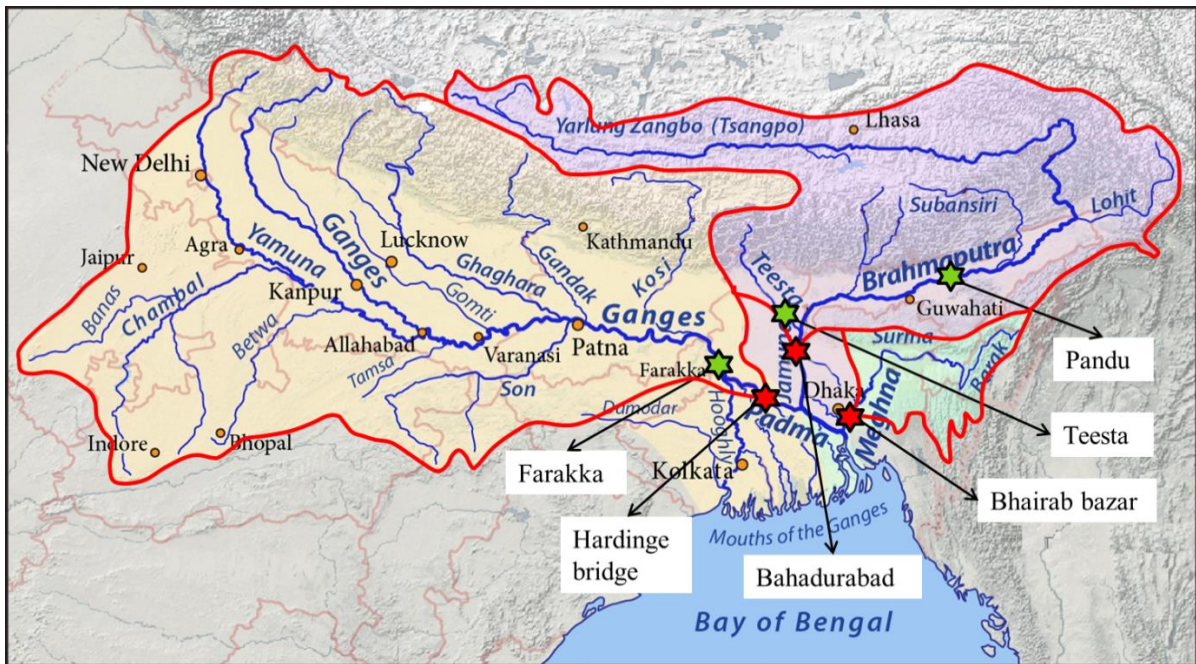 Yarlung Zangbo (Tsangpo)
Lhasa
New Delhi
Subansiri
Lohit
Agra
Yamuna
Ganges
Lucknow
Kathmandu
Teesta
Brahmaputra
Jaipur
Ghaghara
Gandak
Kosi
Banas
Chambal
Kanpur
Gomti
Ganges
Guwahati
Betwa
Allahabad
Varanasi
Patna
Surma
Barak
Pandu
Tamsa
Son
Farakka
Jamuna
Dhaka
Meghna
Damodar
Hooghly
Padma
Teesta
Indore
Bhopal
Farakka
Kolkata
Bhairab bazar
Mouths of the Ganges
Hardinge
bridge
Bahadurabad
Bay of Bengal